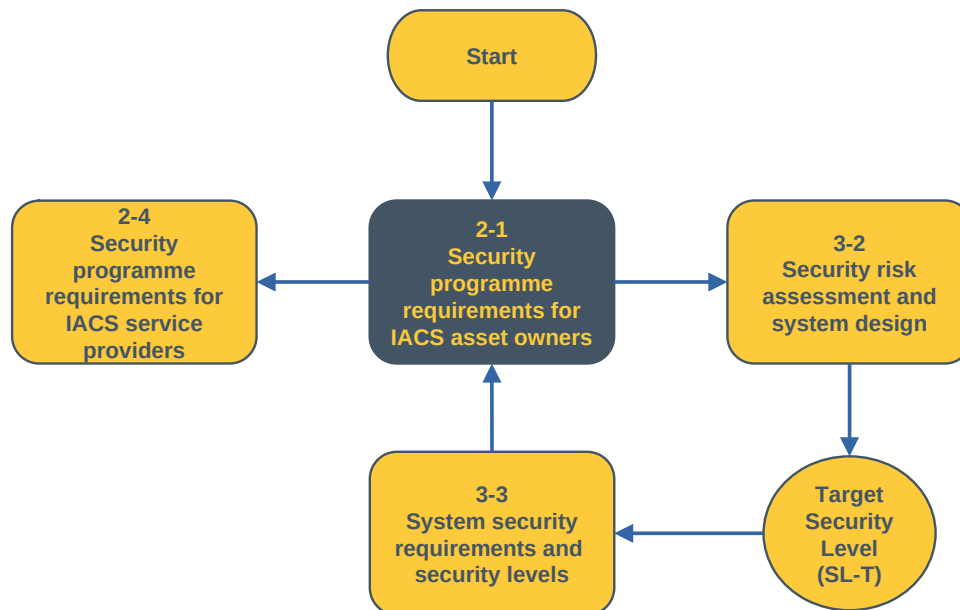 Start
2-4
Security
programme
requirements for
IACS service
providers
2-1
Security
programme
requirements for
IACS asset owners
3-2
Security risk
assessment and
system design
3-3
System security
requirements and
security levels
Target
Security
Level
(SL-T)